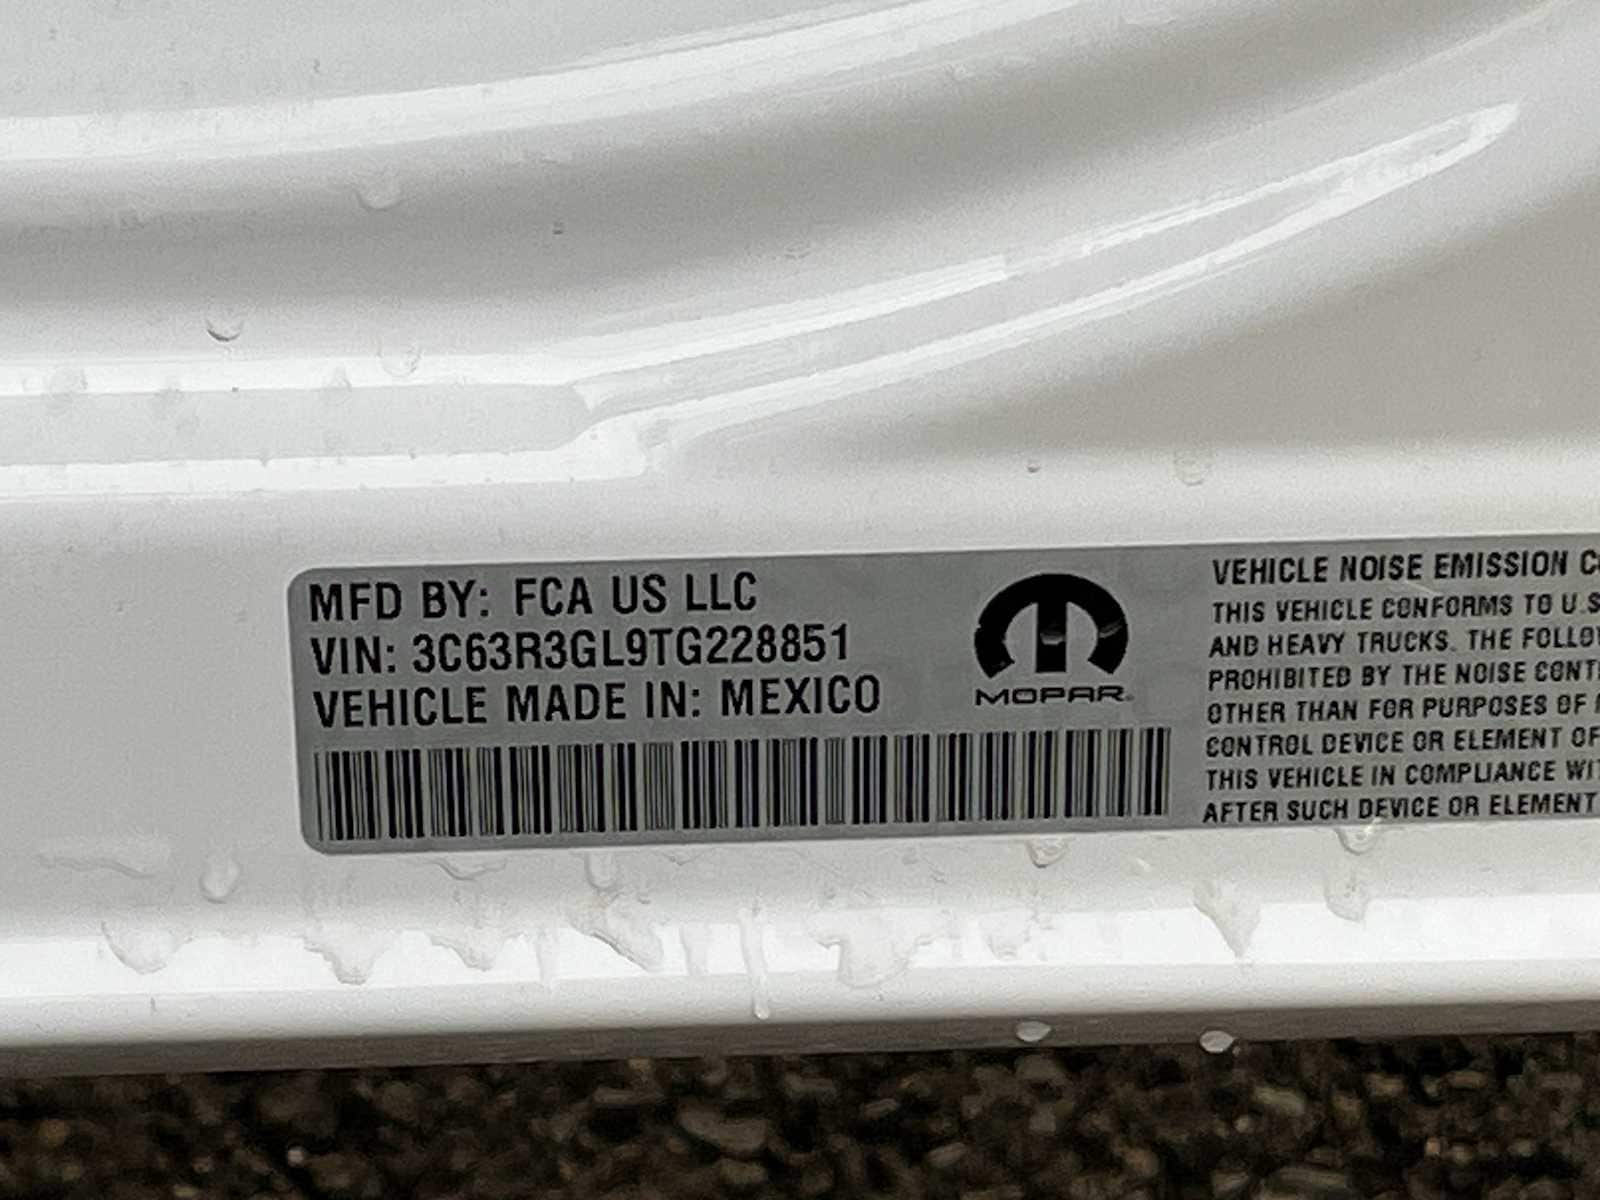 MFD BY: FCA US LLC
VIN: 3C63R3GL9TG228851
VEHICLE MADE IN: MEXICO
MOPAR
VEHICLE NOISE EMISSION
THIS VEHICLE CONFORMS TO U.S
AND HEAVY TRUCKS. THE
PROHIBITED BY THE NOISE
OTHER THAN FOR PURPOSES OF
CONTROL DEVICE OR ELEMENT OF
THIS VEHICLE IN COMPLIANCE
AFTER SUCH DEVICE OR ELEMENT